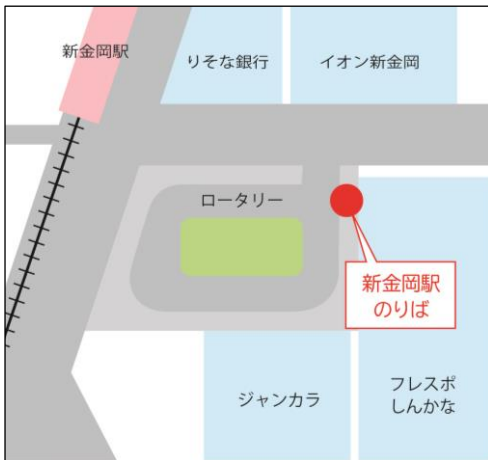 新金岡駅
りそな銀行
イオン新金岡
ロータリー
新金岡駅
のりば
ジャンカラ
フレスポ
しんかな